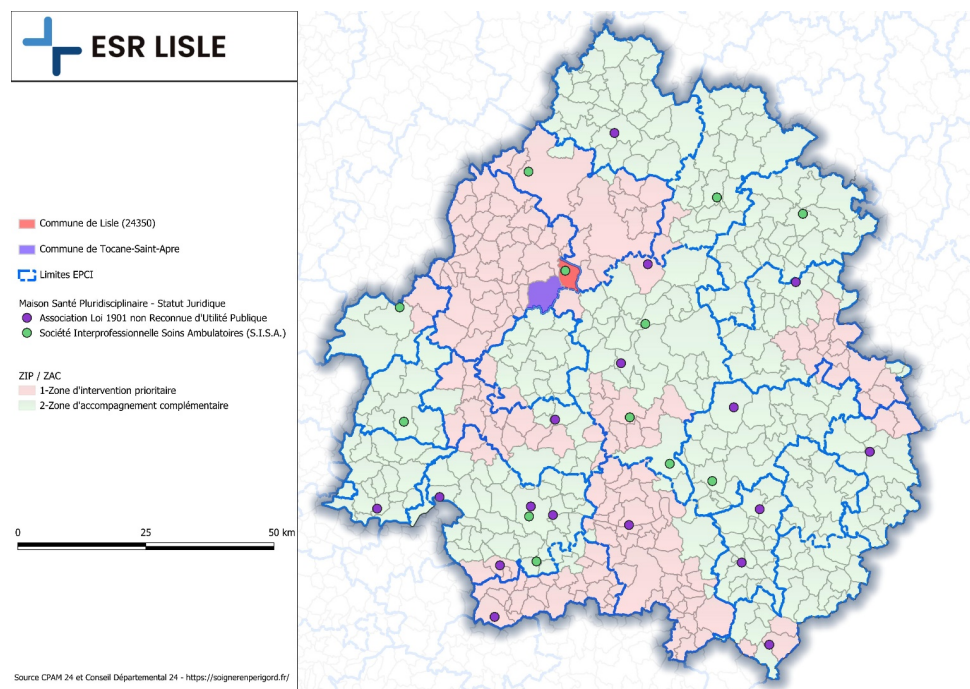 ESR LISLE
Commune de Lisle (24350)
Commune de Tocane-Saint-Apre
Limites EPCI
Maison Santé Pluridisciplinaire - Statut Juridique
Association Loi 1901 non Reconnue d'Utilité Publique
Société Interprofessionnelle Soins Ambulatoires (S.I.S.A.)
ZIP / ZAC
1-Zone d'intervention prioritaire
2-Zone d'accompagnement complémentaire
0 25 50 km
Source CPAM 24 et Conseil Départemental 24 - https://soignerenperigord.fr/